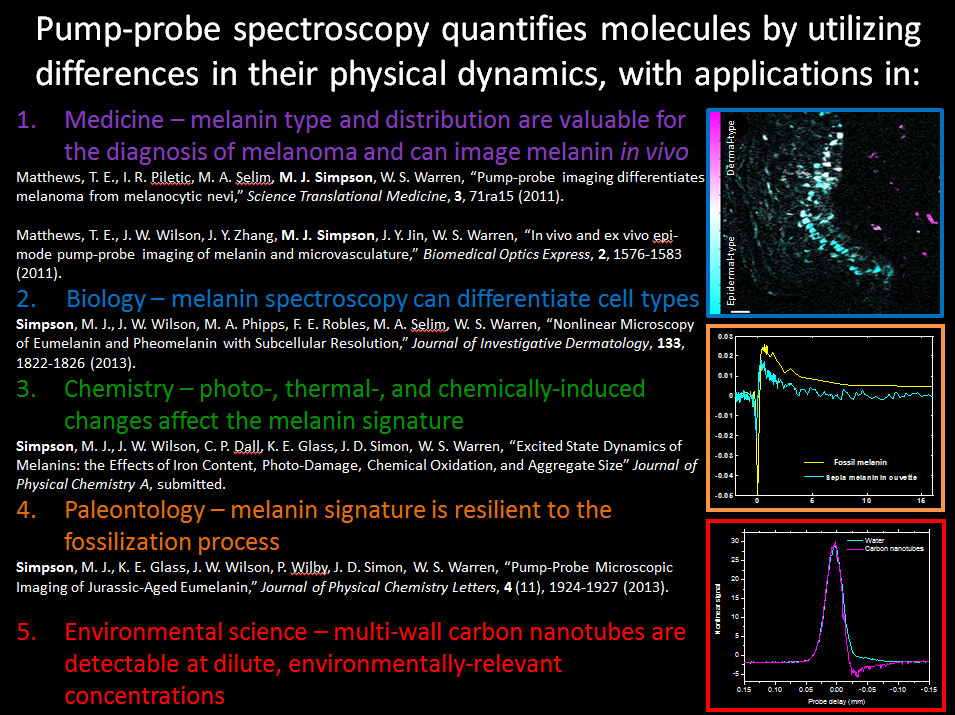 Pump-probe spectroscopy quantifies molecules by utilizing
differences in their physical dynamics, with applications in:
1. Medicine – melanin type and distribution are valuable for
the diagnosis of melanoma and can image melanin in vivo
Matthews, T. E., I. R. Piletic, M. A. Selim, M. J. Simpson, W. S. Warren, “Pump-probe imaging differentiates
melanoma from melanocytic nevi,” Science Translational Medicine, 3, 71ra15 (2011).
Matthews, T. E., J. W. Wilson, J. Y. Zhang, M. J. Simpson, J. Y. Jin, W. S. Warren, “In vivo and ex vivo epi-
mode pump-probe imaging of melanin and microvasculature,” Biomedical Optics Express, 2, 1576-1583
(2011).
2. Biology – melanin spectroscopy can differentiate cell types
Simpson, M. J., J. W. Wilson, M. A. Phipps, F. E. Robles, M. A. Selim, W. S. Warren, “Nonlinear Microscopy
of Eumelanin and Pheomelanin with Subcellular Resolution,” Journal of Investigative Dermatology, 133,
1822-1826 (2013).
3. Chemistry – photo-, thermal-, and chemically-induced
changes affect the melanin signature
Simpson, M. J., J. W. Wilson, C. P. Dall, K. E. Glass, J. D. Simon, W. S. Warren, “Excited State Dynamics of
Melanins: the Effects of Iron Content, Photo-Damage, Chemical Oxidation, and Aggregate Size” Journal of
Physical Chemistry A, submitted.
4. Paleontology – melanin signature is resilient to the
fossilization process
Simpson, M. J., K. E. Glass, J. W. Wilson, P. Wilby, J. D. Simon, W. S. Warren, “Pump-Probe Microscopic
Imaging of Jurassic-Aged Eumelanin,” Journal of Physical Chemistry Letters, 4 (11), 1924-1927 (2013).
5. Environmental science – multi-wall carbon nanotubes are
detectable at dilute, environmentally-relevant
concentrations
Dermal-type
Epidermal-type
0.03
0.02
0.01
0
-0.01
-0.02
-0.03
-0.04
-0.05
0 6 10 16
Fossil melanin
Sepia melanin in cuvette
30
25
20
15
10
5
0
-5
Nonlinear signal
Water
Carbon nanotubes
0.15 0.10 0.05 0.00 -0.05 -0.10 -0.15
Probe delay (mm)